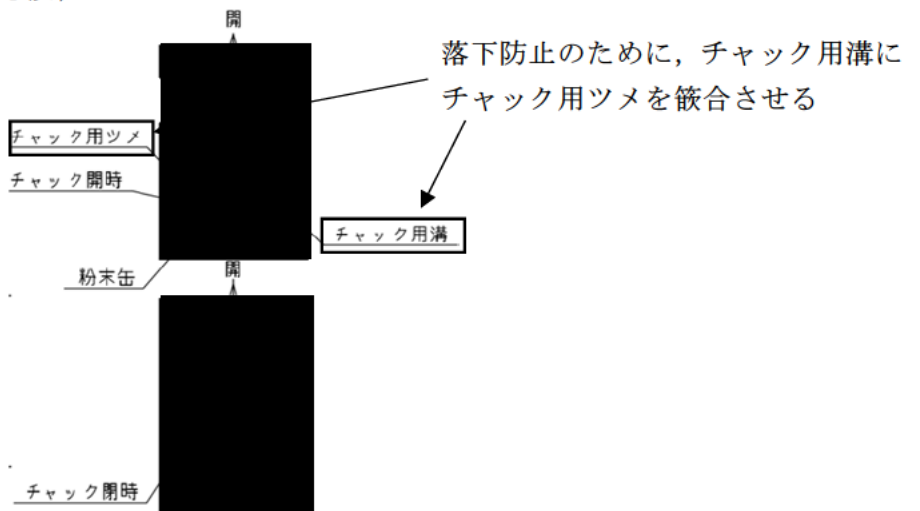 開
落下防止のために，チャック用溝に
チャック用ツメを篏合させる
チャック用ツメ
チャック開時
チャック用溝
粉末缶
開
チャック閉時